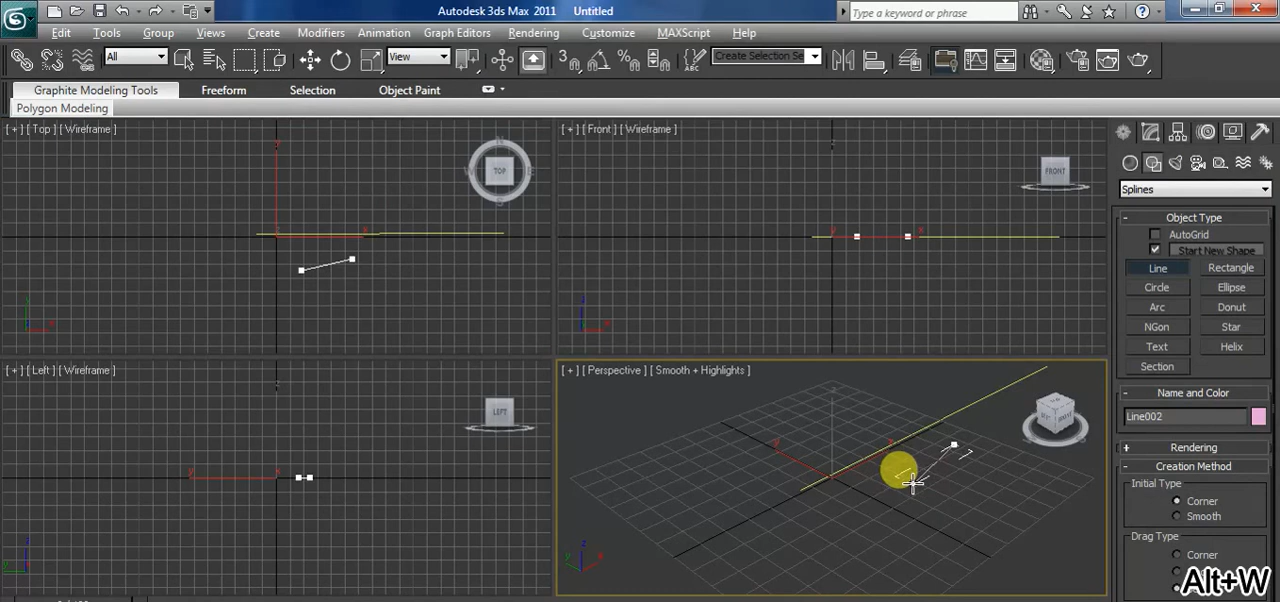 Autodesk 3ds Max 2011 Untitled
Type a keyword or phrase
Edit Tools Group Views Create Modifiers Animation Graph Editors Rendering Customize MAXScript Help
All
View
3
Create Selection Se
Graphite Modeling Tools Freeform Selection Object Paint
Polygon Modeling
[ + ] [ Top ] [ Wireframe ]
TOP
[ + ] [ Front ] [ Wireframe ]
FRONT
[ + ] [ Left ] [ Wireframe ]
LEFT
[ + ] [ Perspective ] [ Smooth + Highlights ]
Splines
- Object Type
AutoGrid
Start New Shape
Line Rectangle
Circle Ellipse
Arc Donut
NGon Star
Text Helix
Section
- Name and Color
Line002
+ Rendering
- Creation Method
Initial Type
Corner
Smooth
Drag Type
Corner
Alt+W